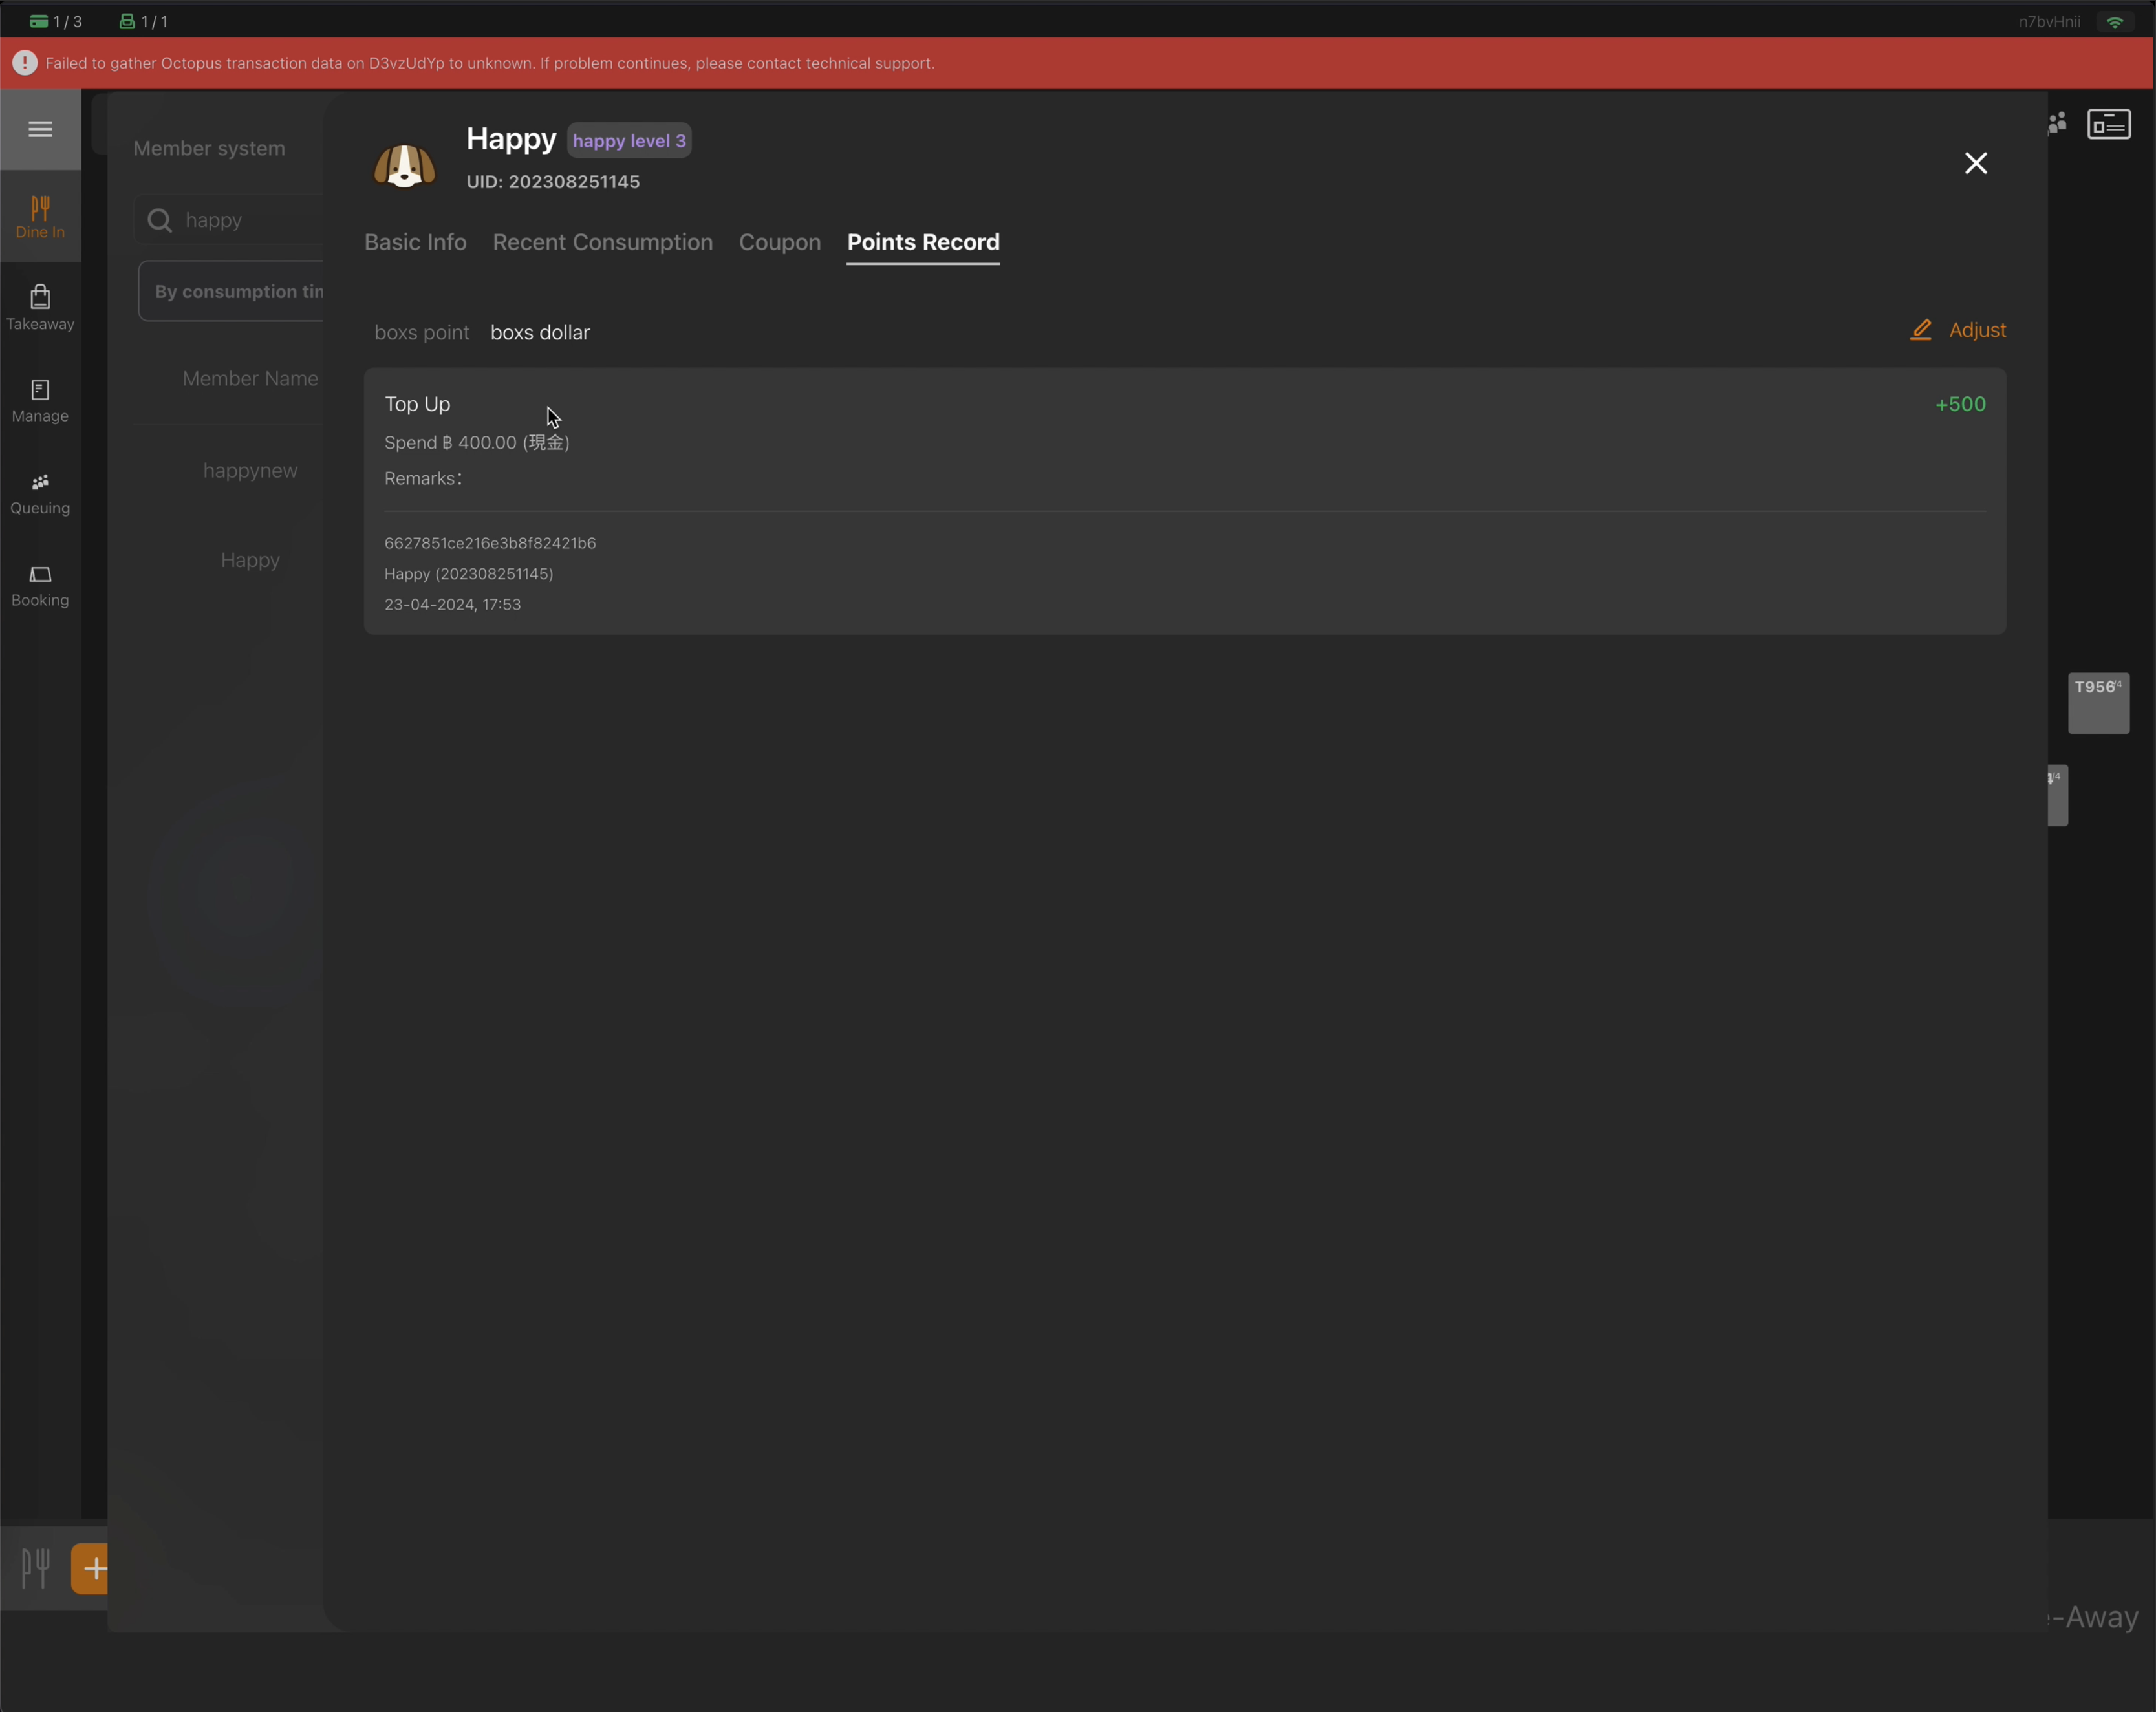 1 / 3
1 / 1
n7bvHnii
Failed to gather Octopus transaction data on D3vzUdYp to unknown. If problem continues, please contact technical support.
Member system
happy
By consumption tim
Member Name
happynew
Happy
Dine In
Takeaway
Manage
Queuing
Booking
Happy
happy level 3
UID: 202308251145
Basic Info
Recent Consumption
Coupon
Points Record
boxs point
boxs dollar
Adjust
Top Up
+500
Spend ฿ 400.00 (現金)
Remarks：
6627851ce216e3b8f82421b6
Happy (202308251145)
23-04-2024, 17:53
T956
/4
/4
-Away